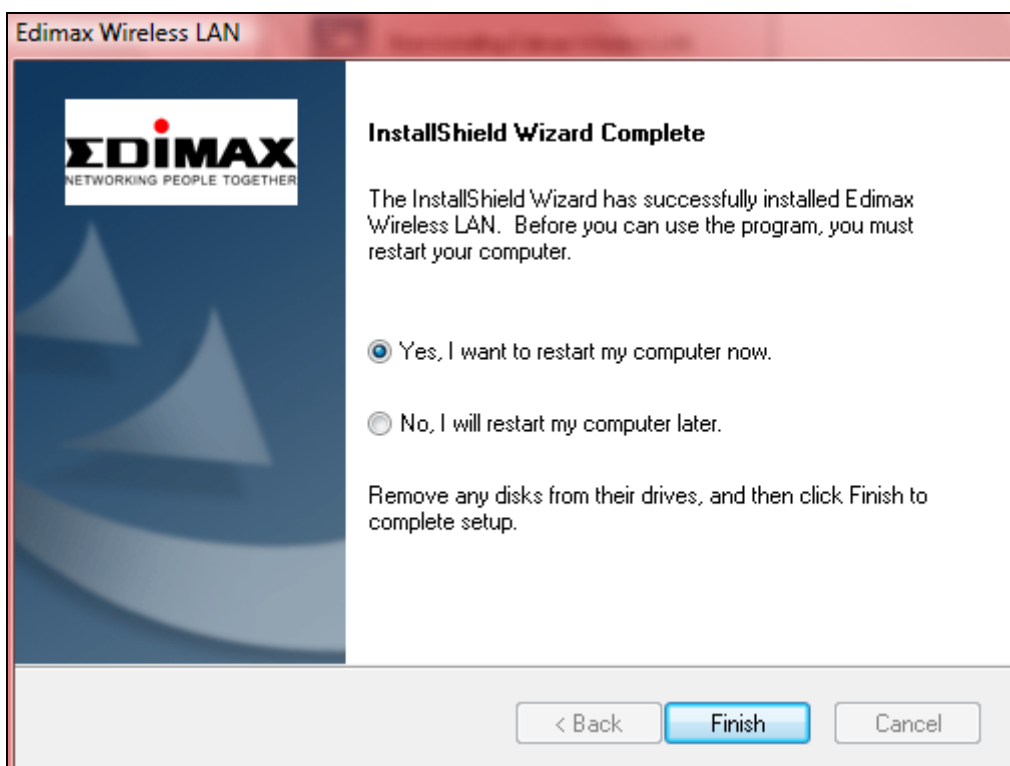 Edimax Wireless LAN
EDIMAX
NETWORKING PEOPLE TOGETHER
InstallShield Wizard Complete
The InstallShield Wizard has successfully installed Edimax
Wireless LAN.  Before you can use the program, you must
restart your computer.
Yes, I want to restart my computer now.
No, I will restart my computer later.
Remove any disks from their drives, and then click Finish to
complete setup.
< Back
Finish
Cancel